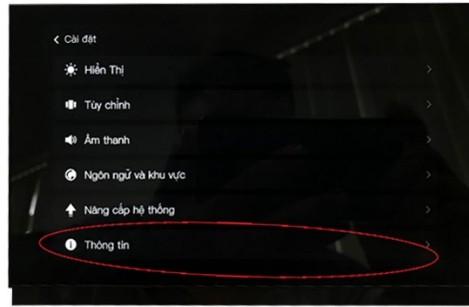 Cài đặt
Hiển Thị
Tùy chỉnh
Âm thanh
Ngôn ngữ và khu vực
Nâng cấp hệ thống
Thông tin